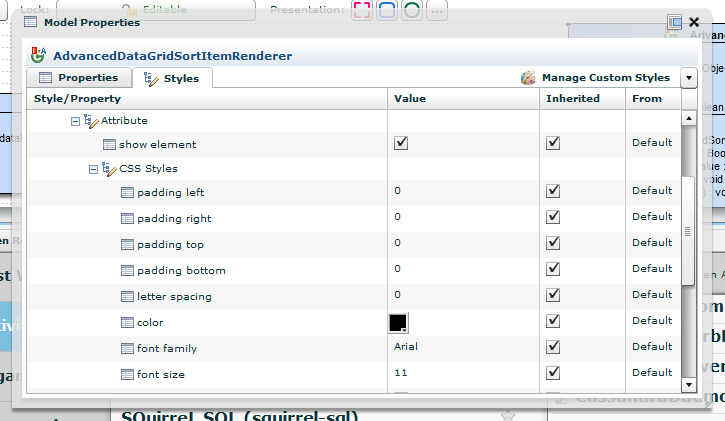 Lock:
Editable
Presentation:
...
Model Properties
AdvancedDataGridSortItemRenderer
Properties
Styles
Manage Custom Styles
Style/Property Value Inherited From
Attribute
show element Default
CSS Styles
padding left 0 Default
padding right 0 Default
padding top 0 Default
padding bottom 0 Default
letter spacing 0 Default
color Default
font family Arial Default
font size 11 Default
SQuirrel SQL (squirrel-sql)